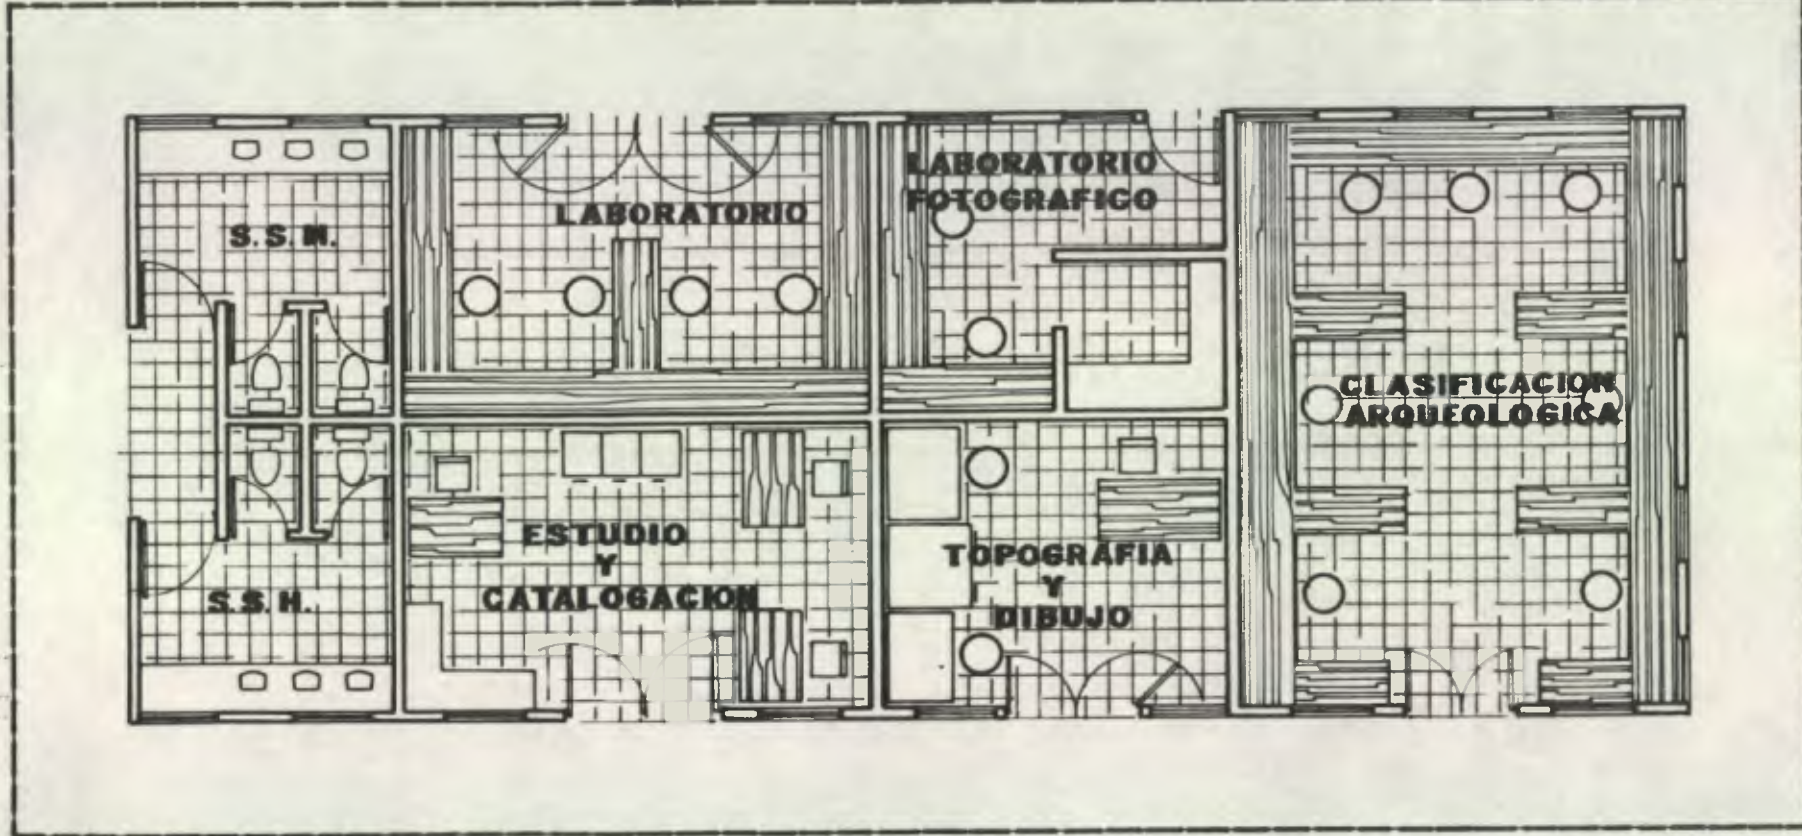 S.S.M.
LABORATORIO
LABORATORIO
FOTOGRAFICO
CLASIFICACION
ARQUEOLOGICA
ESTUDIO
Y
CATALOGACION
TOPOGRAFIA
Y
DIBUJO
S.S.H.